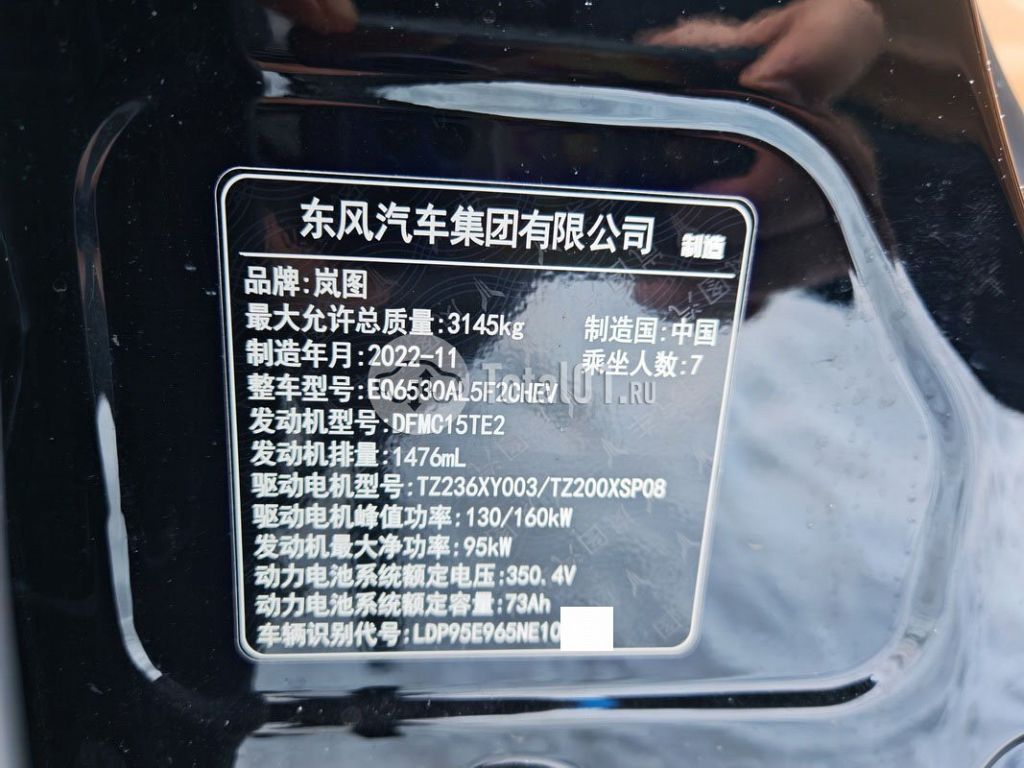 东风汽车集团有限公司 制造
品牌:岚图
最大允许总质量:3145kg 制造国:中国
制造年月:2022-11 乘坐人数:7
整车型号:EQ6530AL5F2CHEV
发动机型号:DFMC15TE2
发动机排量:1476mL
驱动电机型号:TZ236XY003/TZ200XSP08
驱动电机峰值功率:130/160kW
发动机最大净功率:95kW
动力电池系统额定电压:350.4V
动力电池系统额定容量:73Ah
车辆识别代号:LDP95E965NE10
Total01.RU